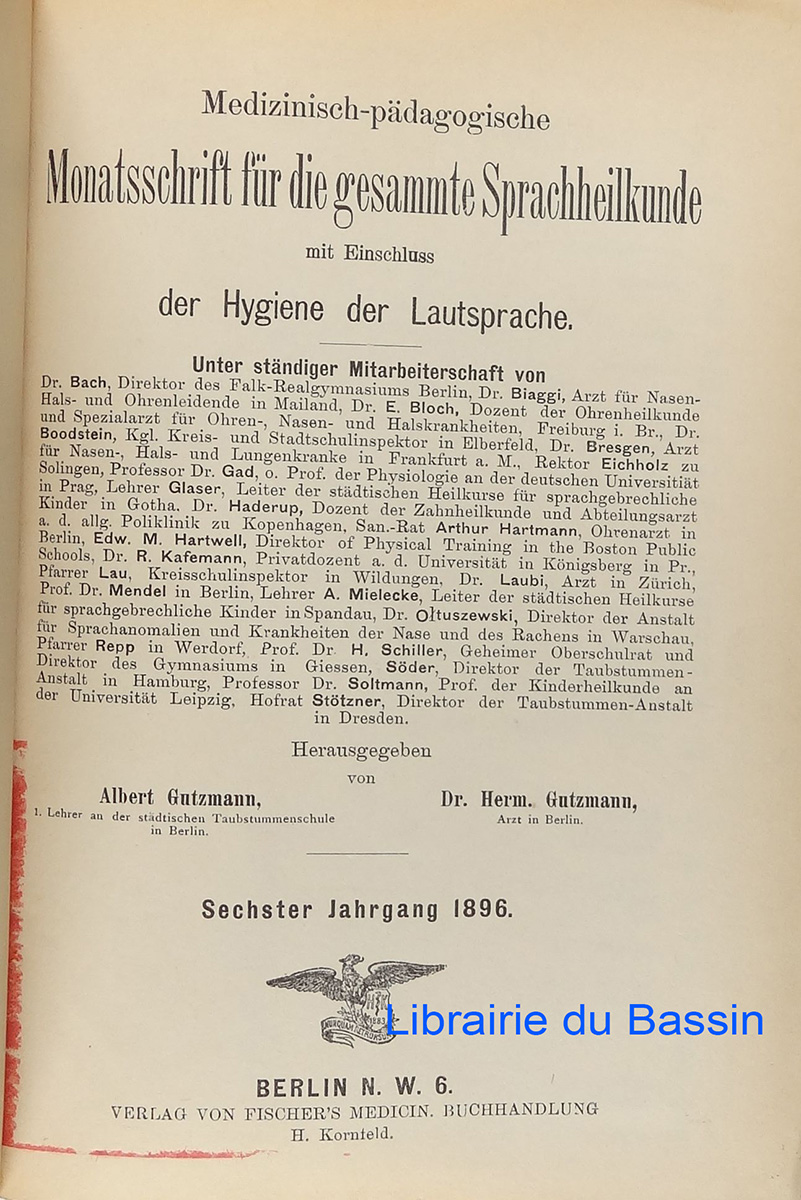 Medizinisch-pädagogische
Monatsschrift für die gesammte Sprachheilkunde
mit Einschluss
der Hygiene der Lautsprache.
Unter ständiger Mitarbeiterschaft von
Dr. Bach, Direktor des Falk-Realgymnasiums Berlin, Dr. Biaggi, Arzt für Nasen-
Hals- und Ohrenleidende in Mailand, Dr. E. Bloch, Dozent der Ohrenheilkunde
und Spezialarzt für Ohren-, Nasen- und Halskrankheiten, Freiburg i. Br., Dr.
Boodstein, Kgl. Kreis- und Stadtschulinspektor in Elberfeld, Dr. Bresgen, Arzt
für Nasen-, Hals- und Lungenkranke in Frankfurt a. M., Rektor Eichholz zu
Solingen, Professor Dr. Gad, o. Prof. der Physiologie an der deutschen Universität
in Prag, Lehrer Glaser, Leiter der städtischen Heilkurse für sprachgebrechliche
Kinder in Gotha, Dr. Haderup, Dozent der Zahnheilkunde und Abteilungsarzt
a. d. allg. Poliklinik zu Kopenhagen, San.-Rat Arthur Hartmann, Ohrenarzt in
Berlin, Edw. M. Hartwell, Direktor of Physical Training in the Boston Public
Schools, Dr. R. Kafemann, Privatdozent a. d. Universität in Königsberg in Pr.,
Pfarrer Lau, Kreisschulinspektor in Wildungen, Dr. Laubi, Arzt in Zürich,
Prof. Dr. Mendel in Berlin, Lehrer A. Mielecke, Leiter der städtischen Heilkurse
für sprachgebrechliche Kinder in Spandau, Dr. Ołtuszewski, Direktor der Anstalt
für Sprachanomalien und Krankheiten der Nase und des Rachens in Warschau,
Pfarrer Repp in Werdorf, Prof. Dr. H. Schiller, Geheimer Oberschulrat und
Direktor des Gymnasiums in Giessen, Söder, Direktor der Taubstummen-
Anstalt in Hamburg, Professor Dr. Soltmann, Prof. der Kinderheilkunde an
der Universität Leipzig, Hofrat Stötzner, Direktor der Taubstummen-Anstalt
in Dresden.
Herausgegeben
von
Albert Gutzmann,
1. Lehrer an der städtischen Taubstummenschule
in Berlin.
Dr. Herm. Gutzmann,
Arzt in Berlin.
Sechster Jahrgang 1896.
1883
NUNQUAM RETRORSUM
Librairie du Bassin
BERLIN N. W. 6.
VERLAG VON FISCHER'S MEDICIN. BUCHHANDLUNG
H. Kornfeld.